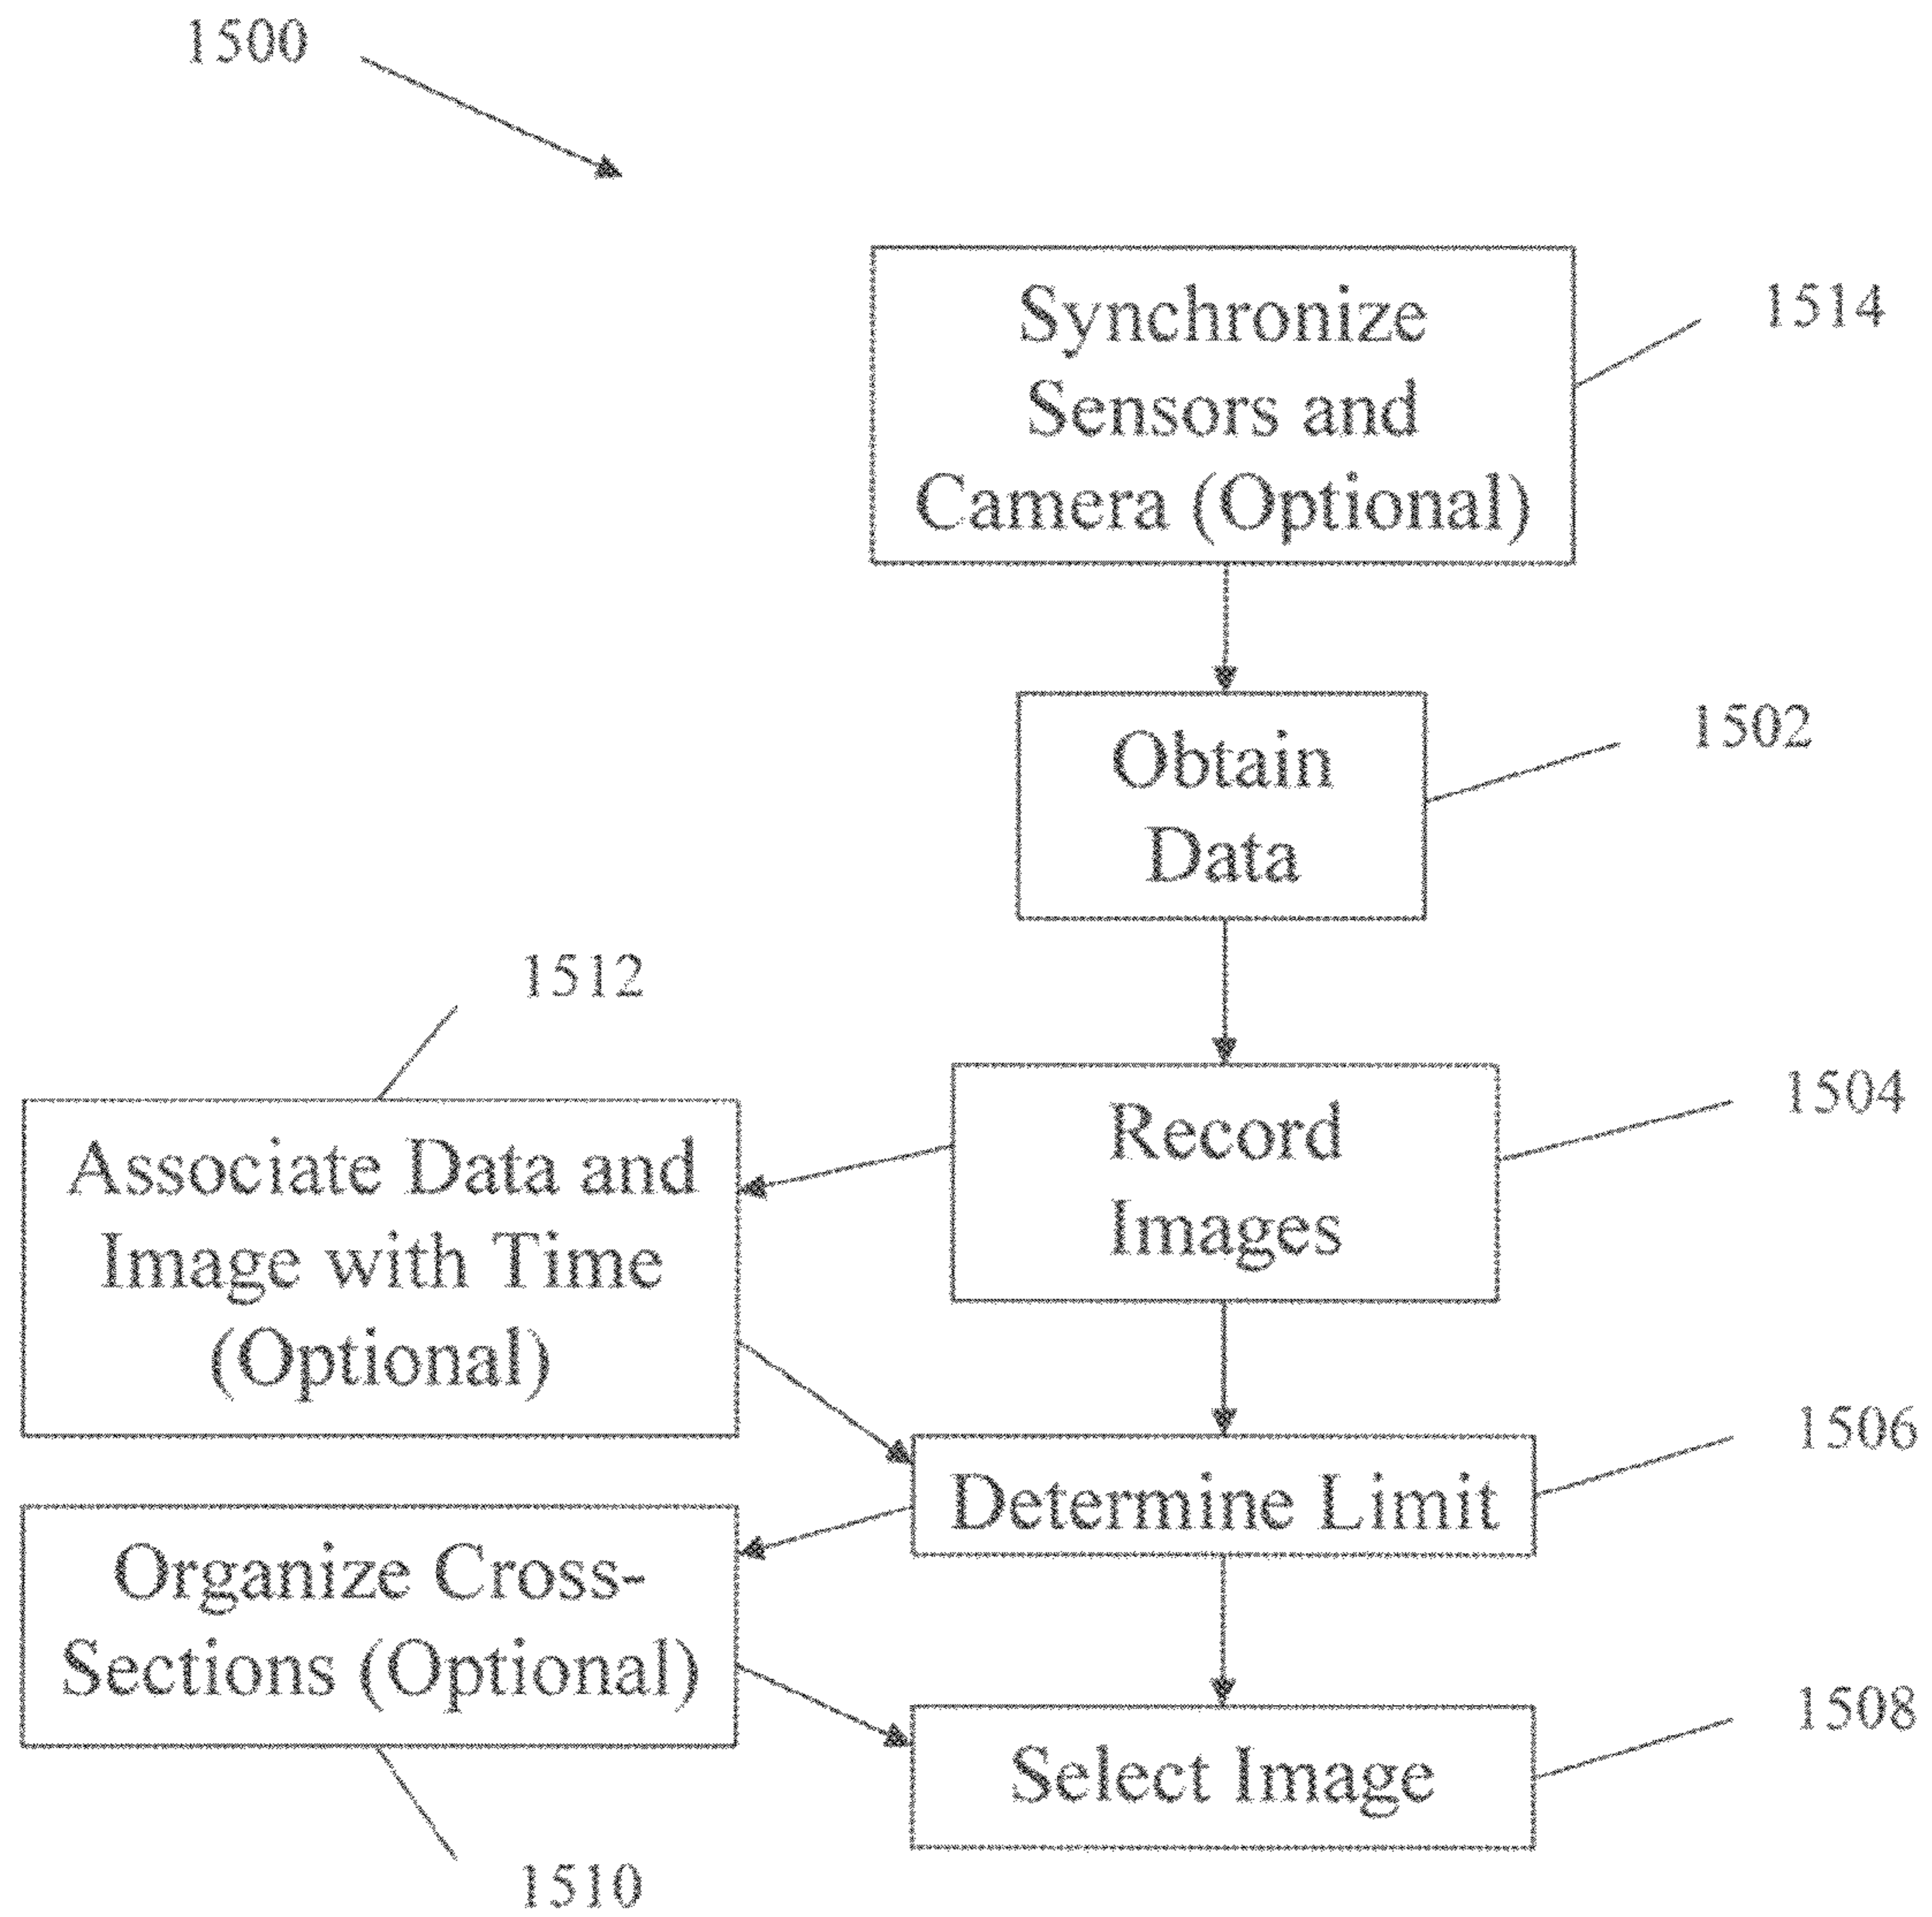 1500
Synchronize
Sensors and
Camera (Optional)
1514
Obtain
Data
1502
1512
Associate Data and
Image with Time
(Optional)
Record
Images
1504
Determine Limit
1506
Organize Cross-
Sections (Optional)
1510
Select Image
1508